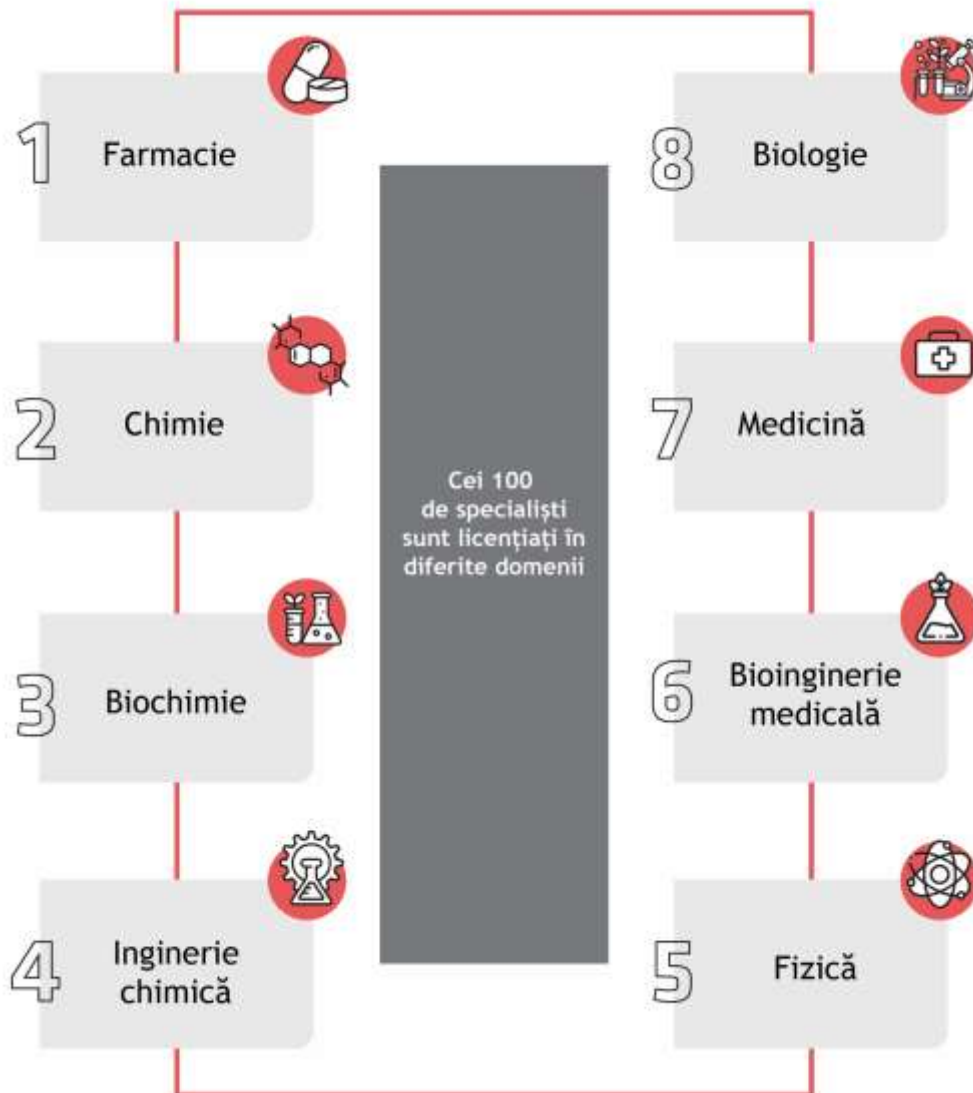 1
Farmacie
2
Chimie
3
Biochimie
4
Inginerie
chimică
Cei 100
de specialiști
sunt licențiați în
diferite domenii
8
Biologie
7
Medicină
6
Bioinginerie
medicală
5
Fizică